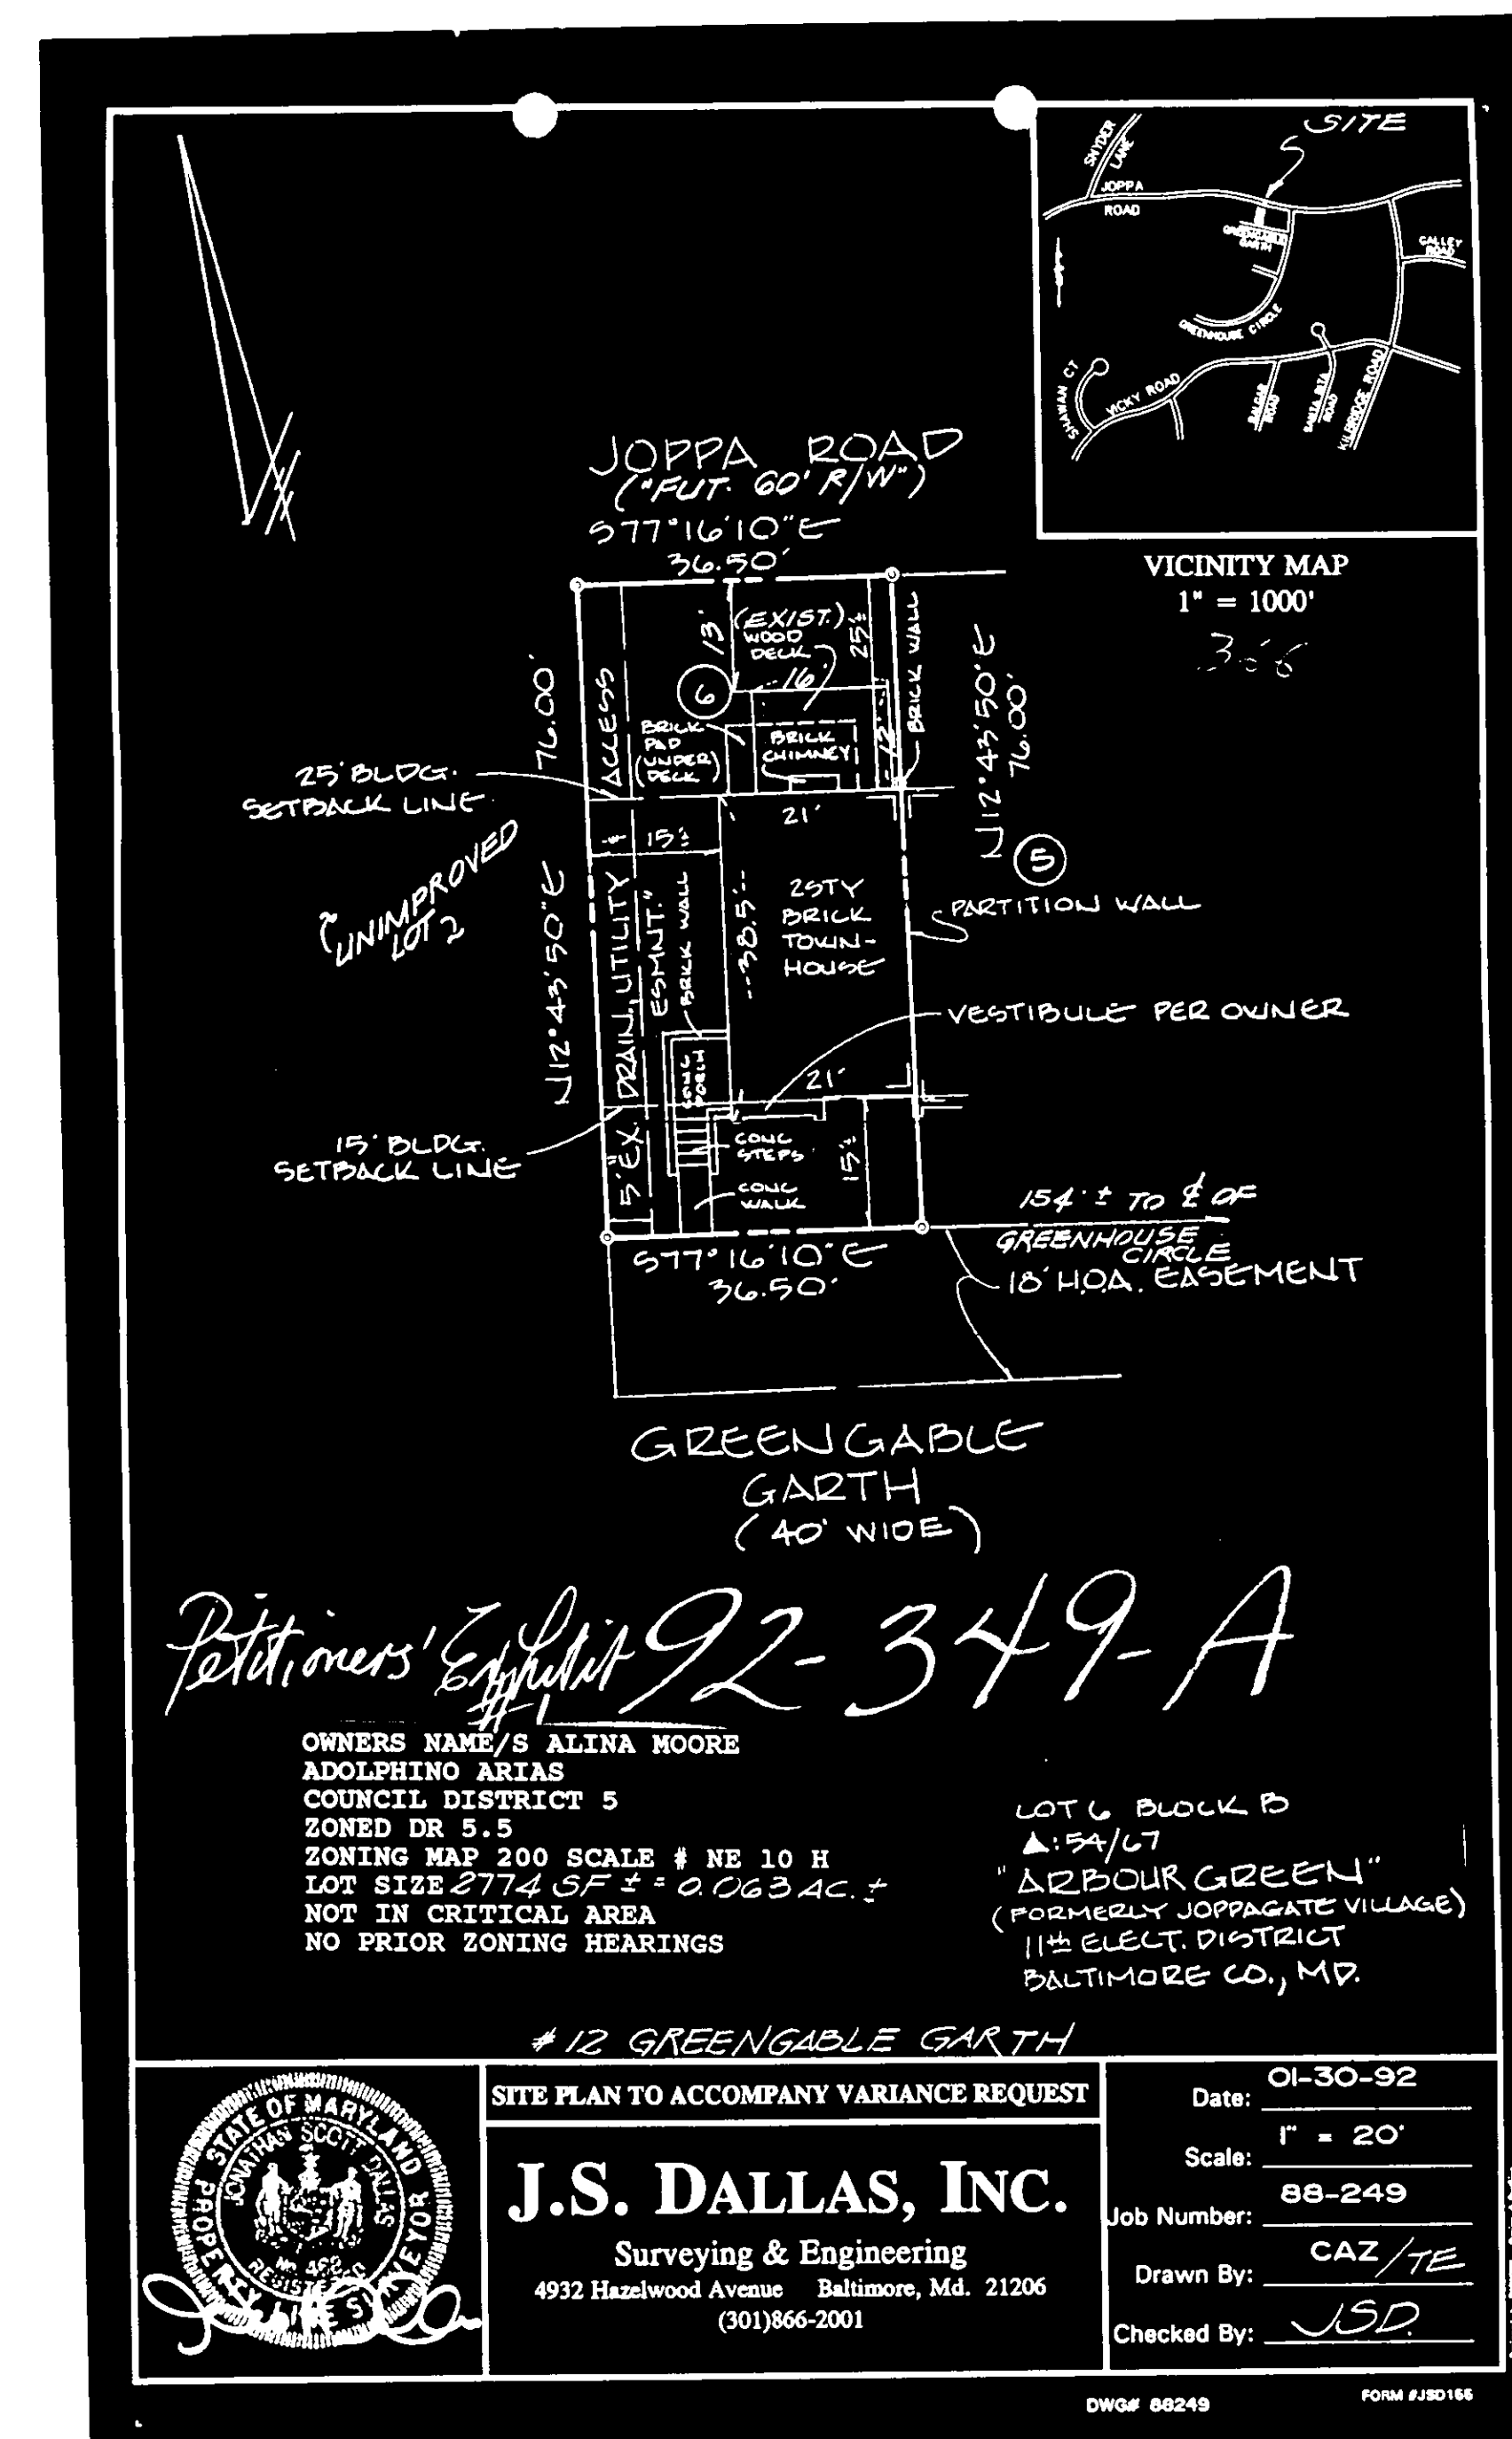 SITE
SNYDER
LANE
JOPPA
ROAD
GREENGABLE
GARTH
GALLEY
ROAD
GREENHOUSE CIRCLE
SHAWAN CT
VICKY ROAD
BALGAR
ROAD
SANTA RITA
ROAD
KILBRIDGE ROAD
VICINITY MAP
1" = 1000'
366
JOPPA ROAD
("FUT. 60' R/W")
S77°16'10"E
36.50'
13'
(EXIST.)
WOOD
DECK
25'±
BRICK WALL
16'
6
76.00'
ACCESS
BRICK
PAD
(UNDER)
DECK
BRICK
CHIMNEY
12'
N12°43'50"E
76.00'
25' BLDG.
SETBACK LINE
21'
15'±
5
"UNIMPROVED
LOT"
N12°43'50"E
5' EX. DRAIN, UTILITY &
ESMNT."
BRICK WALL
38.5'
2STY
BRICK
TOWN-
HOUSE
PARTITION WALL
VESTIBULE PER OWNER
CONC
PORCH
21'
15' BLDG.
SETBACK LINE
CONC
STEPS
15'±
CONC
WALK
154'± TO ℄ OF
GREENHOUSE
CIRCLE
S77°16'10"E
36.50'
18' H.O.A. EASEMENT
GREENGABLE
GARTH
(40' WIDE)
Petitioners' Exhibit 92-349-A
#1
OWNERS NAME/S ALINA MOORE
ADOLPHINO ARIAS
COUNCIL DISTRICT 5
ZONED DR 5.5
ZONING MAP 200 SCALE # NE 10 H
LOT SIZE 2774 SF ± = 0.063 AC. ±
NOT IN CRITICAL AREA
NO PRIOR ZONING HEARINGS
LOT 6 BLOCK B
▲: 54/67
"ARBOUR GREEN"
(FORMERLY JOPPAGATE VILLAGE)
11th ELECT. DISTRICT
BALTIMORE CO., MD.
#12 GREENGABLE GARTH
STATE OF MARYLAND
JONATHAN SCOTT DALLAS
PROPERTY LINE SURVEYOR
SITE PLAN TO ACCOMPANY VARIANCE REQUEST
J.S. DALLAS, INC.
Surveying & Engineering
4932 Hazelwood Avenue Baltimore, Md. 21206
(301)866-2001
Date: 01-30-92
Scale: 1" = 20'
Job Number: 88-249
Drawn By: CAZ/TE
Checked By: JSD.
DWG# 88249
FORM #JSD155